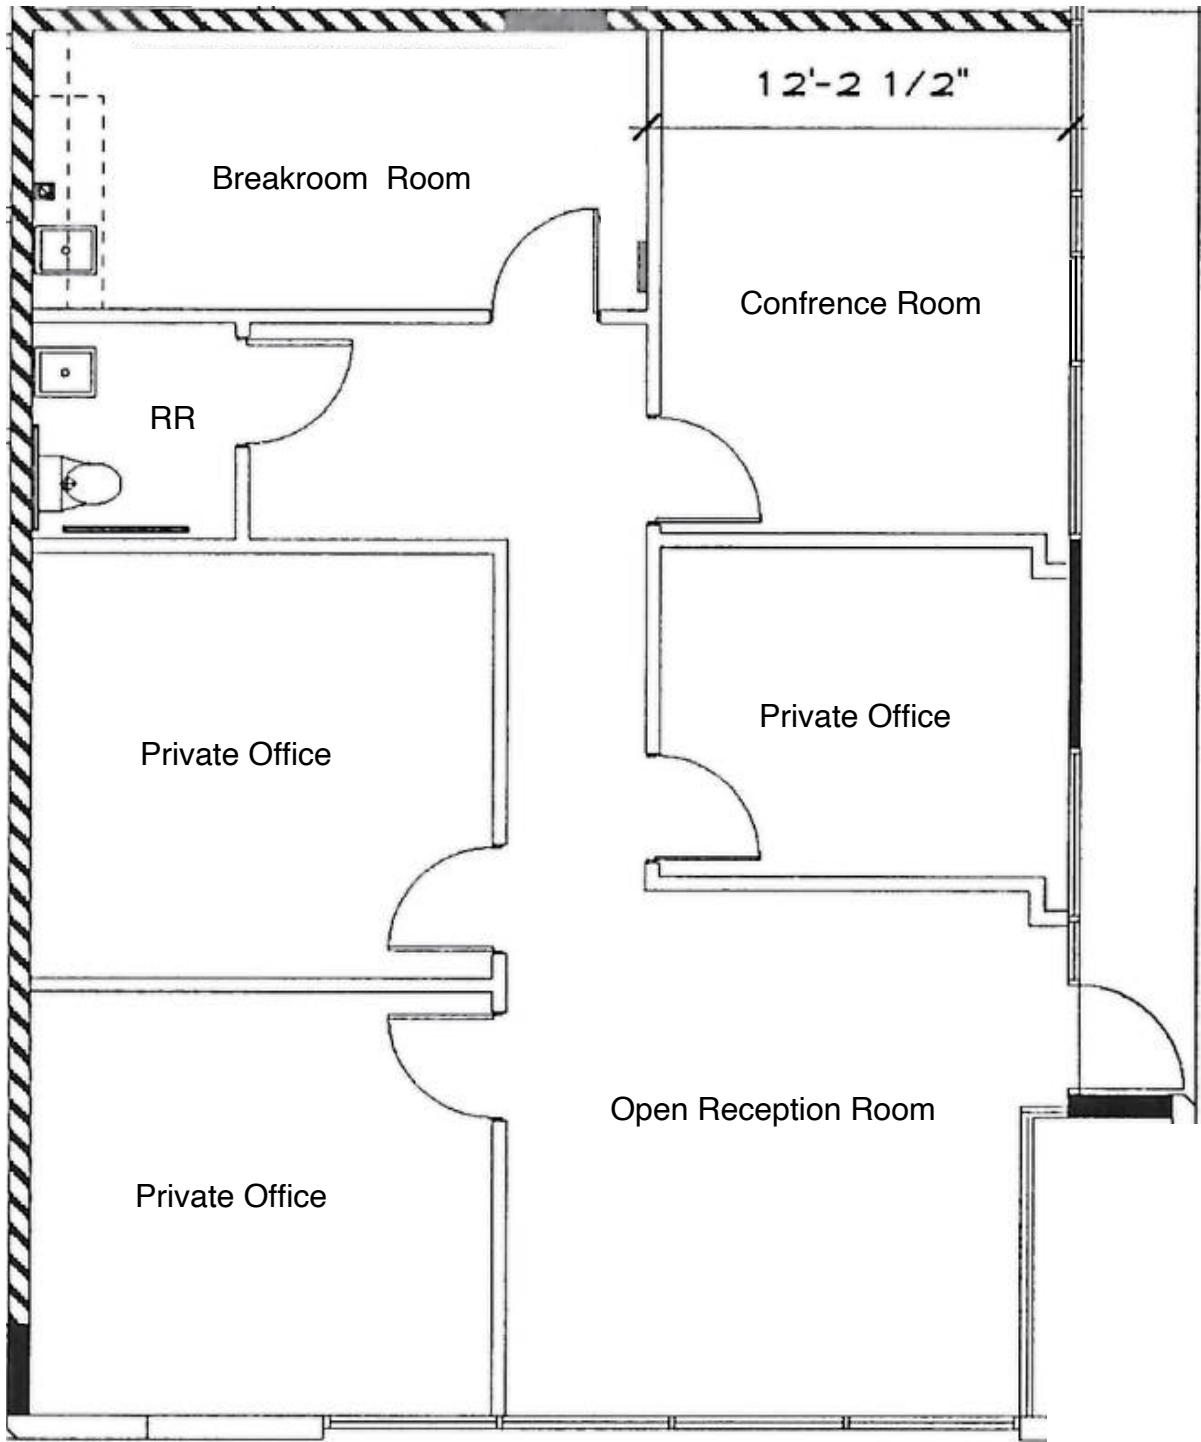 12'-2 1/2"
Breakroom Room
Confrence Room
RR
Private Office
Private Office
Open Reception Room
Private Office